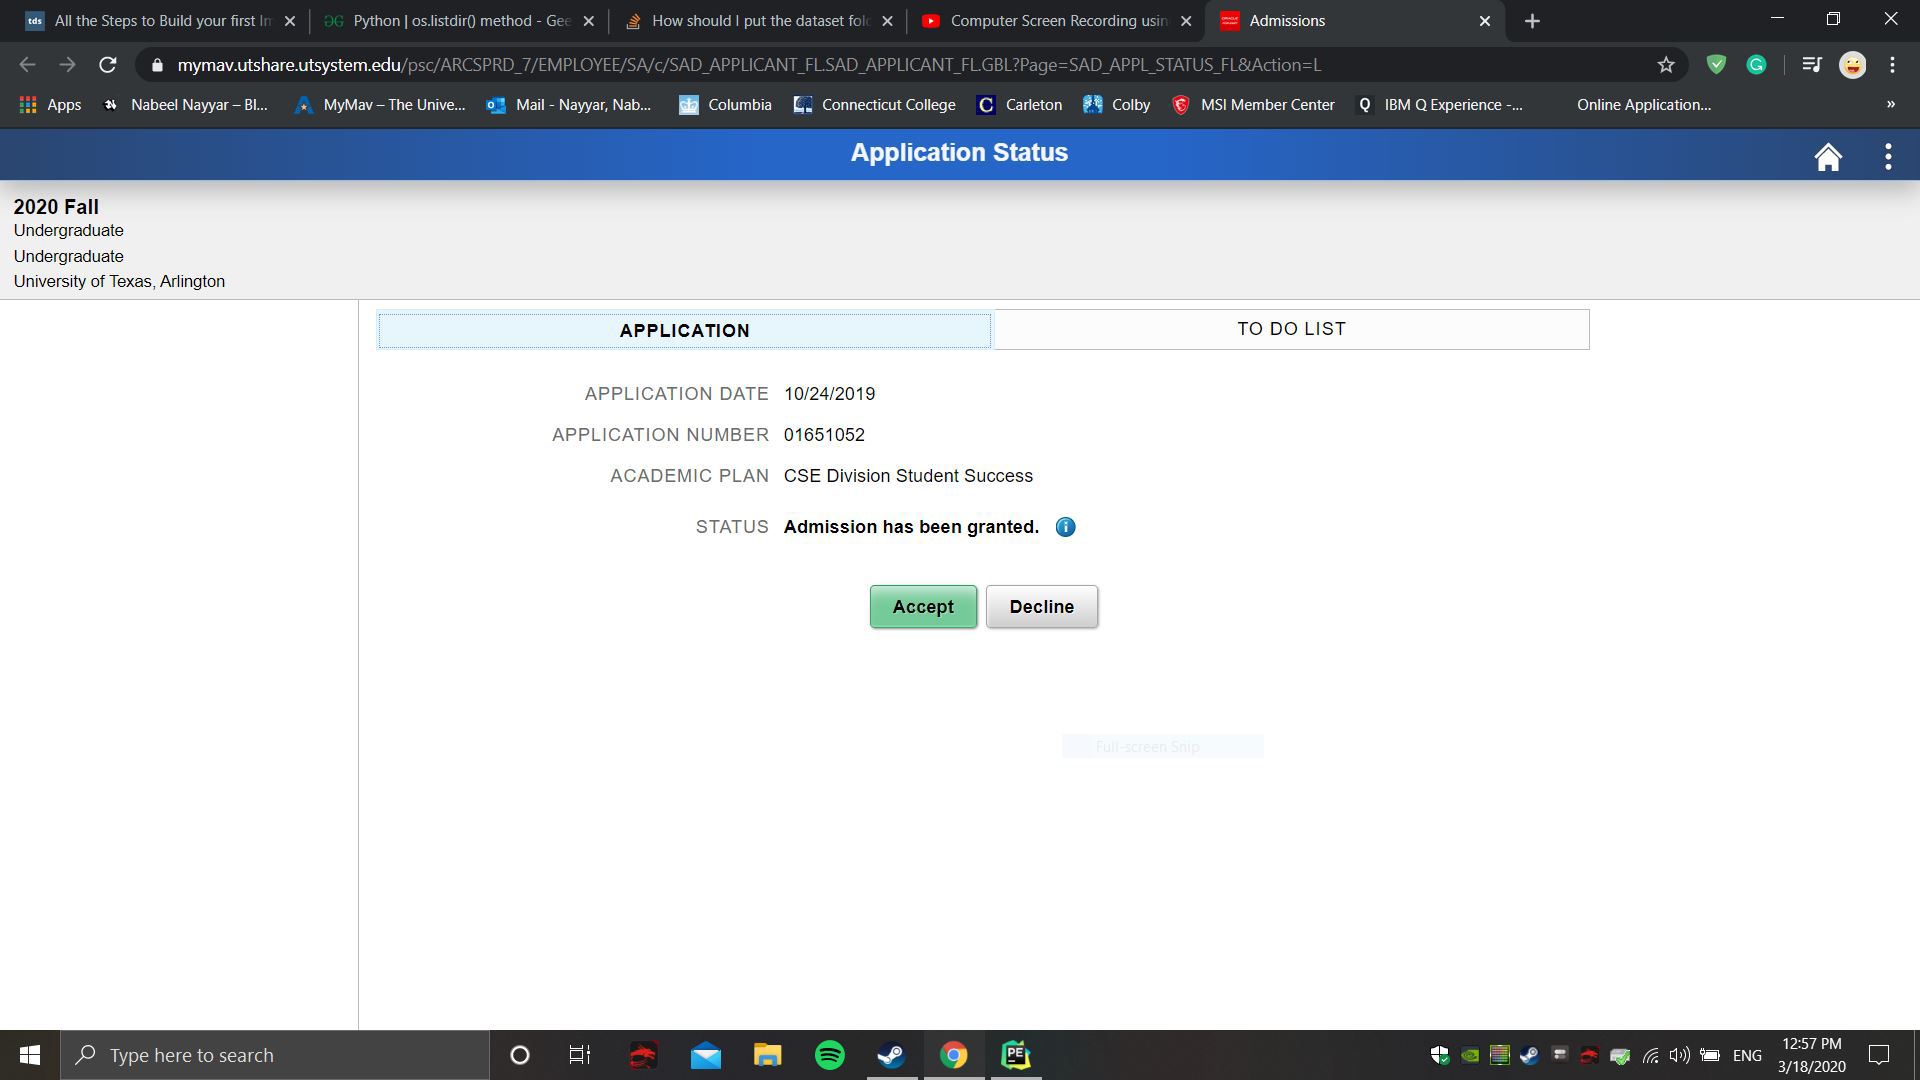 All the Steps to Build your first Im
Python | os.listdir() method - Gee
How should I put the dataset fol
Computer Screen Recording usin
Admissions
mymav.utshare.utsystem.edu/psc/ARCSPRD_7/EMPLOYEE/SA/c/SAD_APPLICANT_FL.SAD_APPLICANT_FL.GBL?Page=SAD_APPL_STATUS_FL&Action=L
Apps Nabeel Nayyar – Bl... MyMav – The Unive... Mail - Nayyar, Nab... Columbia Connecticut College Carleton Colby MSI Member Center IBM Q Experience -... Online Application... »
Application Status
2020 Fall
Undergraduate
Undergraduate
University of Texas, Arlington
APPLICATION TO DO LIST
APPLICATION DATE 10/24/2019
APPLICATION NUMBER 01651052
ACADEMIC PLAN CSE Division Student Success
STATUS Admission has been granted.
Accept Decline
Full-screen Snip
Type here to search
ENG
12:57 PM
3/18/2020